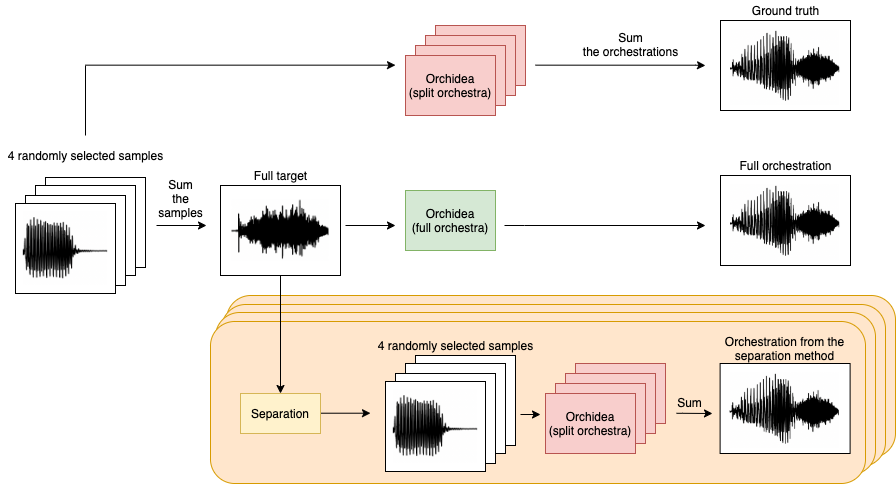 Ground truth
Sum
the orchestrations
Orchidea
(split orchestra)
4 randomly selected samples
Sum
the
samples
Full target
Orchidea
(full orchestra)
Full orchestration
4 randomly selected samples
Orchestration from the
separation method
Separation
Orchidea
(split orchestra)
Sum